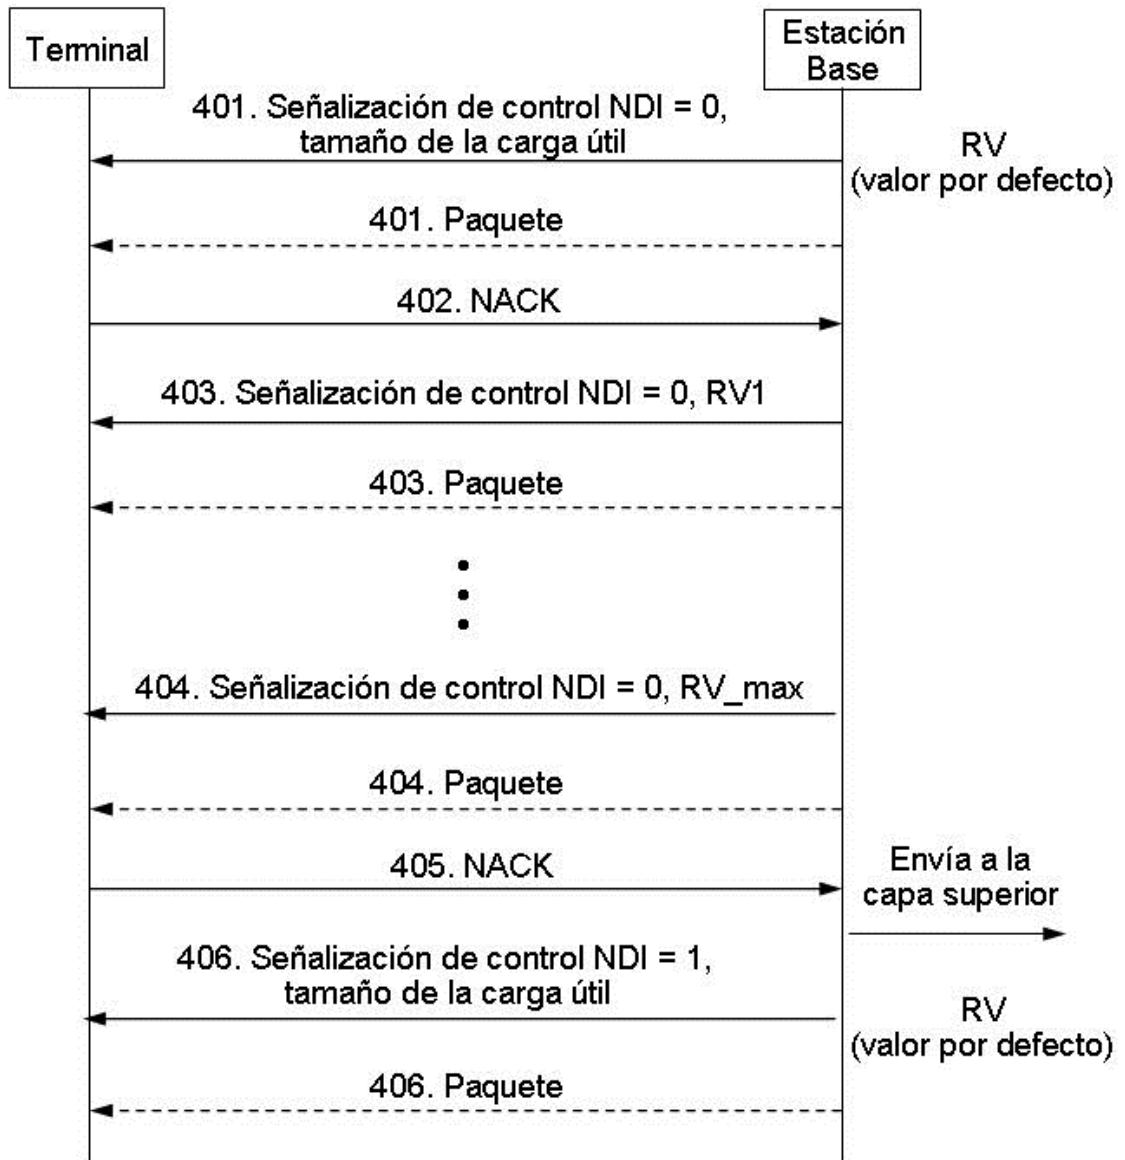 Terminal
Estación
Base
401. Señalización de control NDI = 0,
tamaño de la carga útil
RV
(valor por defecto)
401. Paquete
402. NACK
403. Señalización de control NDI = 0, RV1
403. Paquete
404. Señalización de control NDI = 0, RV_max
404. Paquete
405. NACK
Envía a la
capa superior
406. Señalización de control NDI = 1,
tamaño de la carga útil
RV
(valor por defecto)
406. Paquete